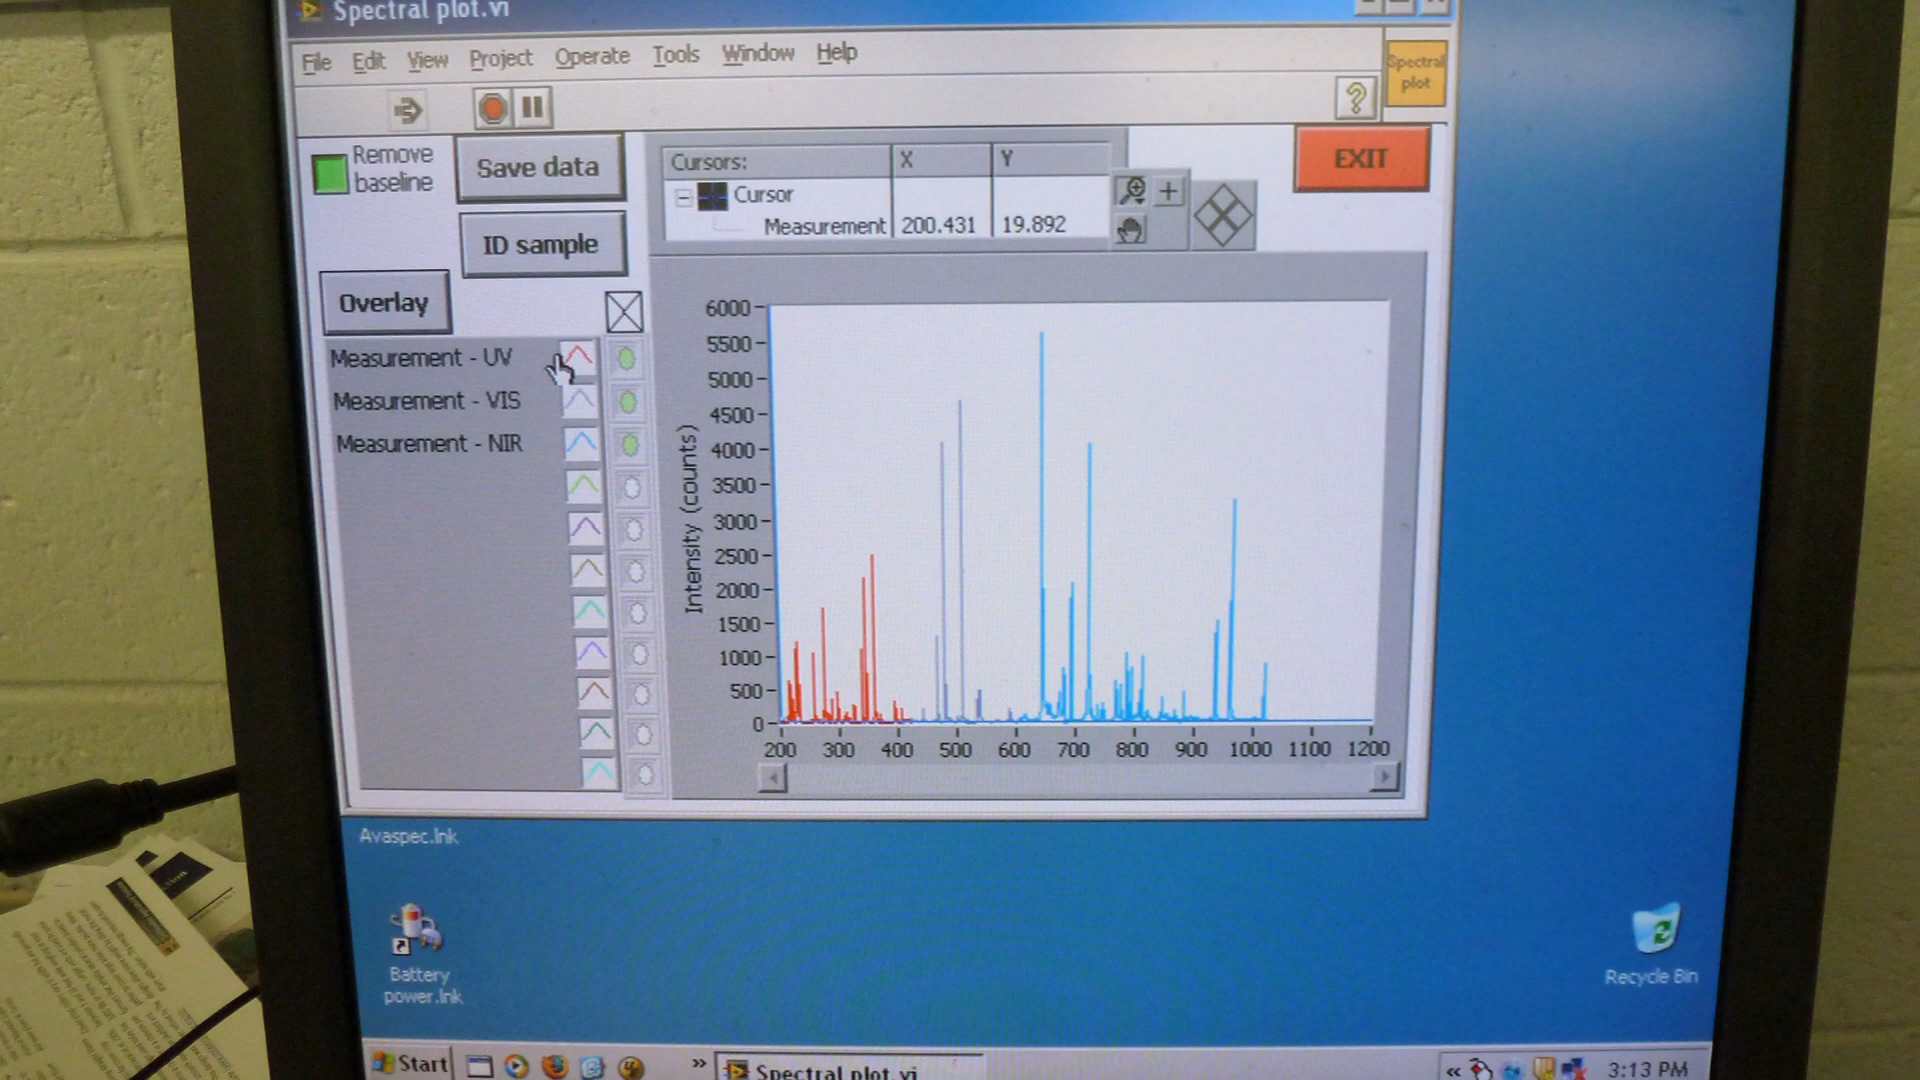 Spectral plot.vi
File Edit View Project Operate Tools Window Help
Spectral
plot
?
Remove
baseline
Save data
ID sample
Overlay
Cursors: X Y
Cursor
Measurement 200.431 19.892
EXIT
Measurement - UV
Measurement - VIS
Measurement - NIR
Intensity (counts)
6000
5500
5000
4500
4000
3500
3000
2500
2000
1500
1000
500
0
200 300 400 500 600 700 800 900 1000 1100 1200
Avaspec.lnk
Battery
power.lnk
Recycle Bin
Start » Spectral plot.vi « 3:13 PM